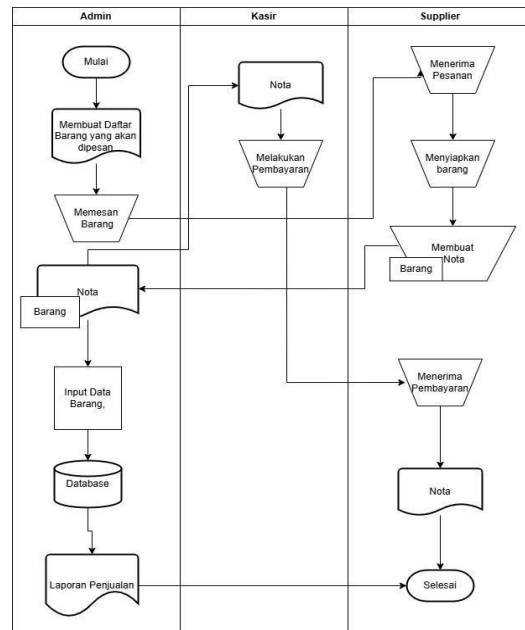 Admin
Kasir
Supplier
Mulai
Membuat Daftar
Barang yang akan
dipesan
Memesan
Barang
Nota
Barang
Input Data
Barang,
Database
Laporan Penjualan
Nota
Melakukan
Pembayaran
Menerima
Pesanan
Menyiapkan
barang
Membuat
Nota
Barang
Menerima
Pembayaran
Nota
Selesai